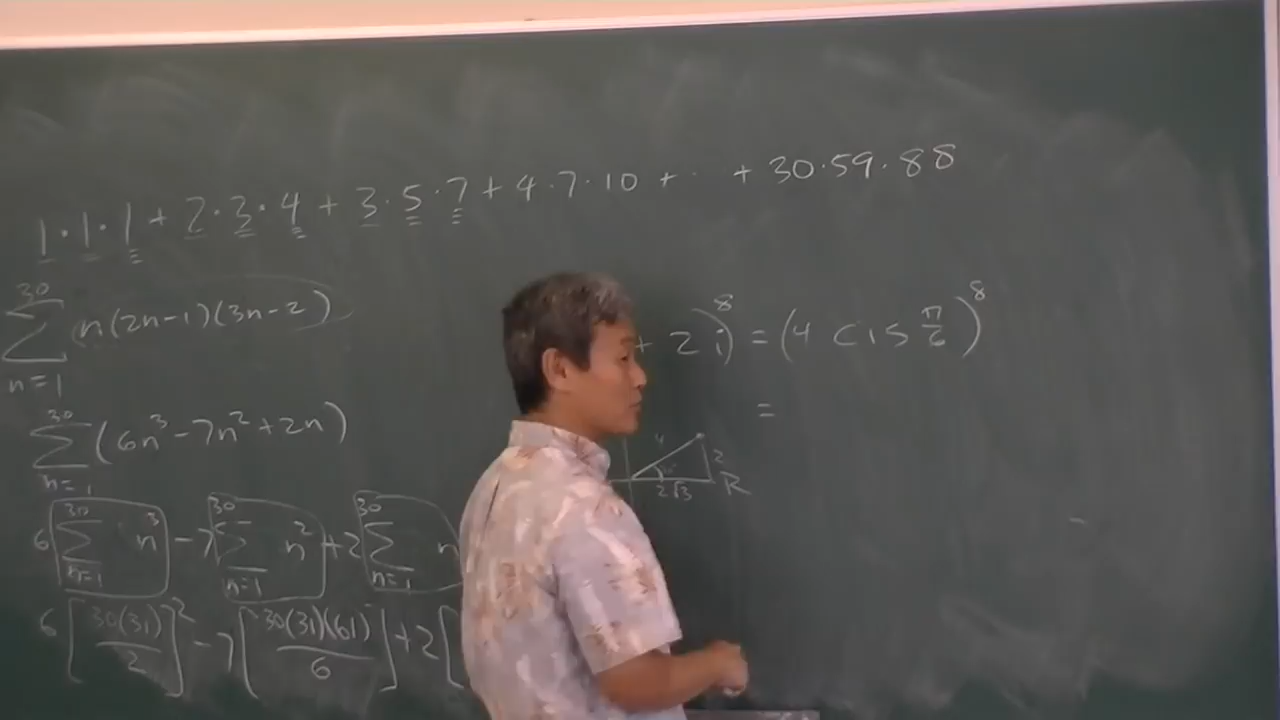 1·1·1 + 2·3·4 + 3·5·7 + 4·7·10 + ·· + 30·59·88
30 Σ n=1 n(2n-1)(3n-2)
30 Σ n=1 (6n³-7n²+2n)
6 30 Σ n=1 n³ - 7 30 Σ n=1 n² + 2 30 Σ n=1 n
6[30(31)/2]² - 7[30(31)(61)/6] + 2[
+ 2i)⁸ = (4 cis π/6)⁸
=
4 2
2√3 R